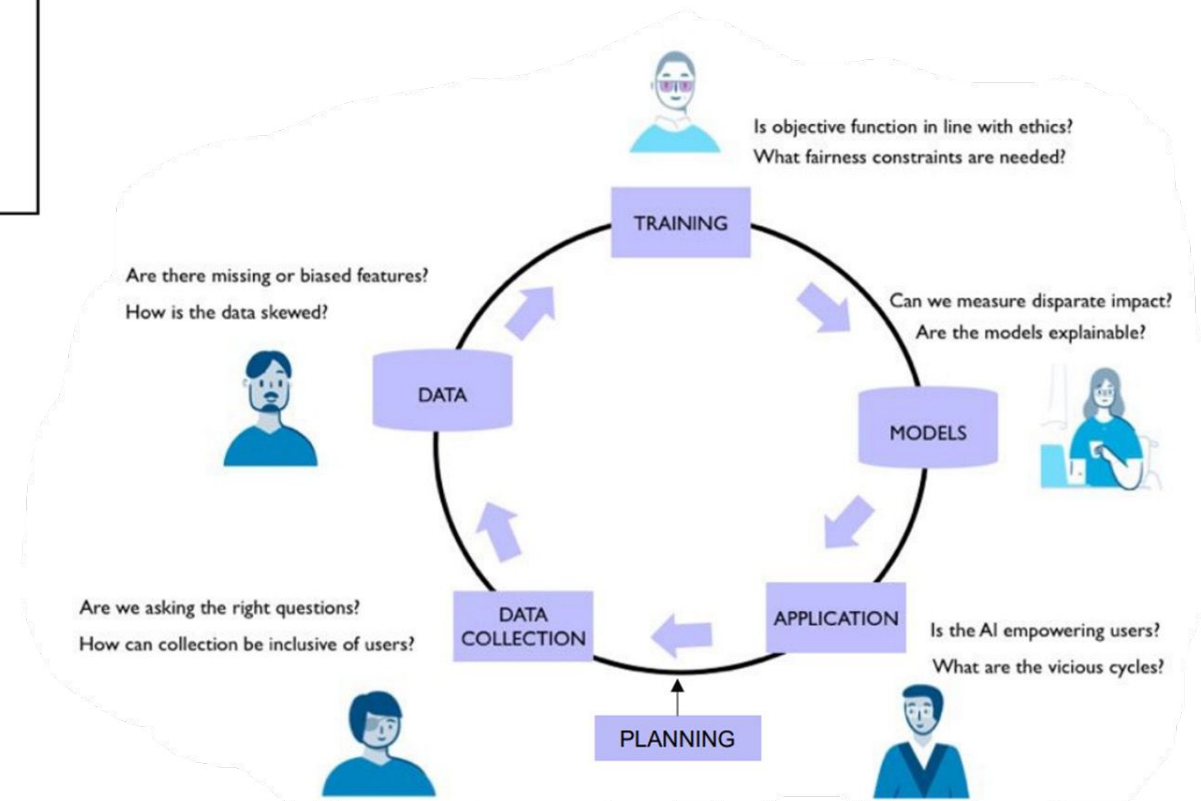 Is objective function in line with ethics?
What fairness constraints are needed?
TRAINING
Are there missing or biased features?
How is the data skewed?
Can we measure disparate impact?
Are the models explainable?
DATA
MODELS
Are we asking the right questions?
How can collection be inclusive of users?
DATA
COLLECTION
APPLICATION
Is the AI empowering users?
What are the vicious cycles?
PLANNING